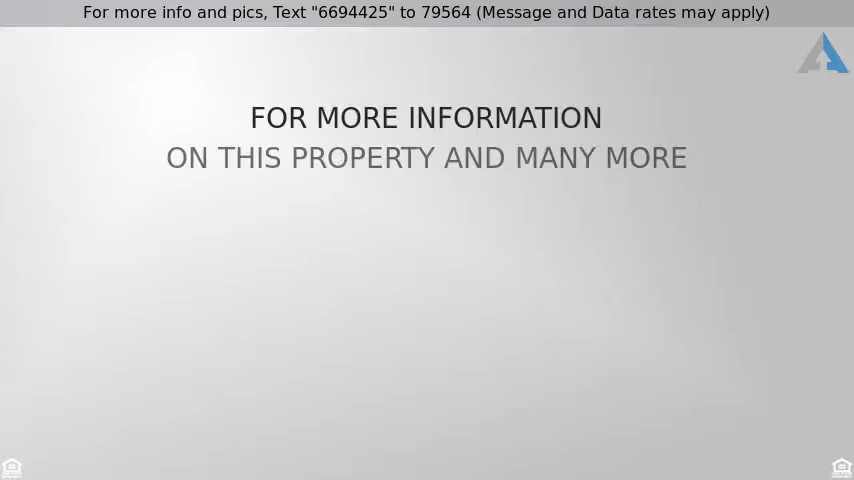 For more info and pics, Text "6694425" to 79564 (Message and Data rates may apply)
FOR MORE INFORMATION
ON THIS PROPERTY AND MANY MORE